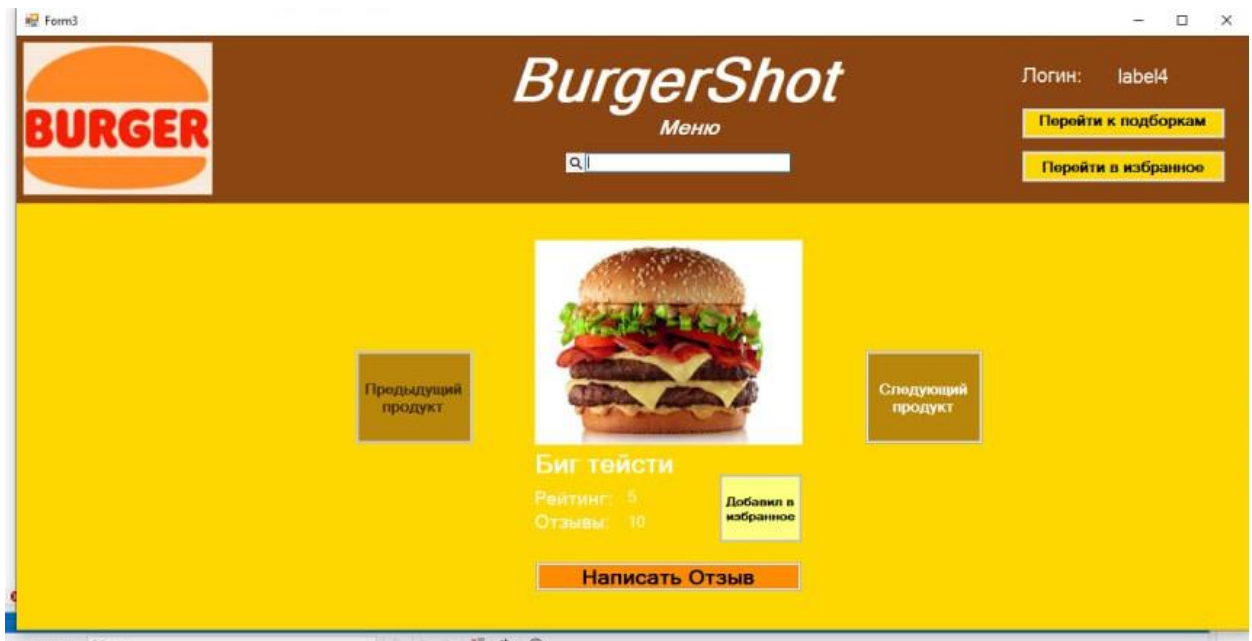 Form3
BURGER
BurgerShot
Меню
Логин: label4
Перейти к подборкам
Перейти в избранное
Предыдущий
продукт
Следующий
продукт
Биг тейсти
Рейтинг: 5
Отзывы: 10
Добавил в
избранное
Написать Отзыв